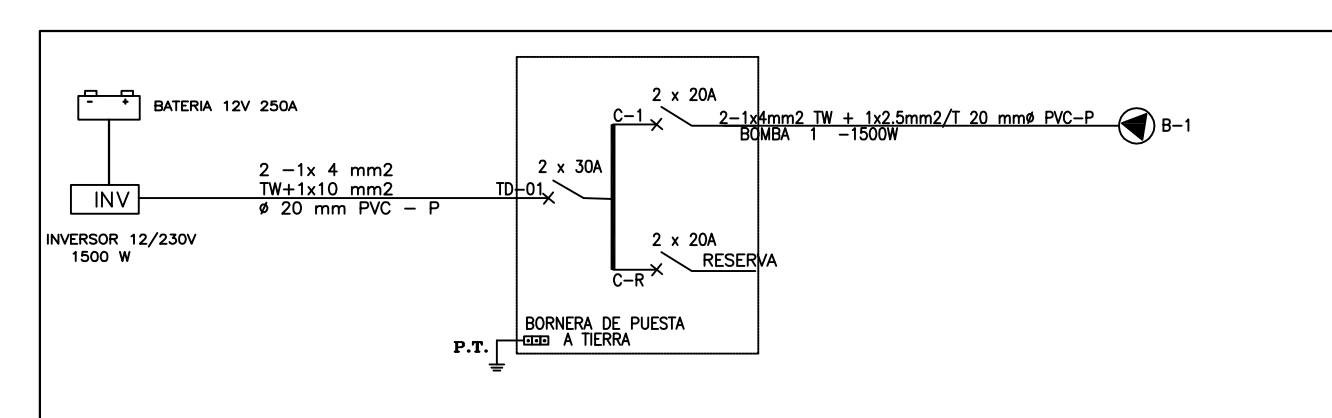 - +
BATERIA 12V 250A
INV
INVERSOR 12/230V
1500 W
2 -1x 4 mm2
TW+1x10 mm2
ø 20 mm PVC - P
TD-01
2 x 30A
C-1
2 x 20A
2-1x4mm2 TW + 1x2.5mm2/T 20 mmø PVC-P
BOMBA 1 -1500W
B-1
2 x 20A
RESERVA
C-R
BORNERA DE PUESTA
A TIERRA
P.T.